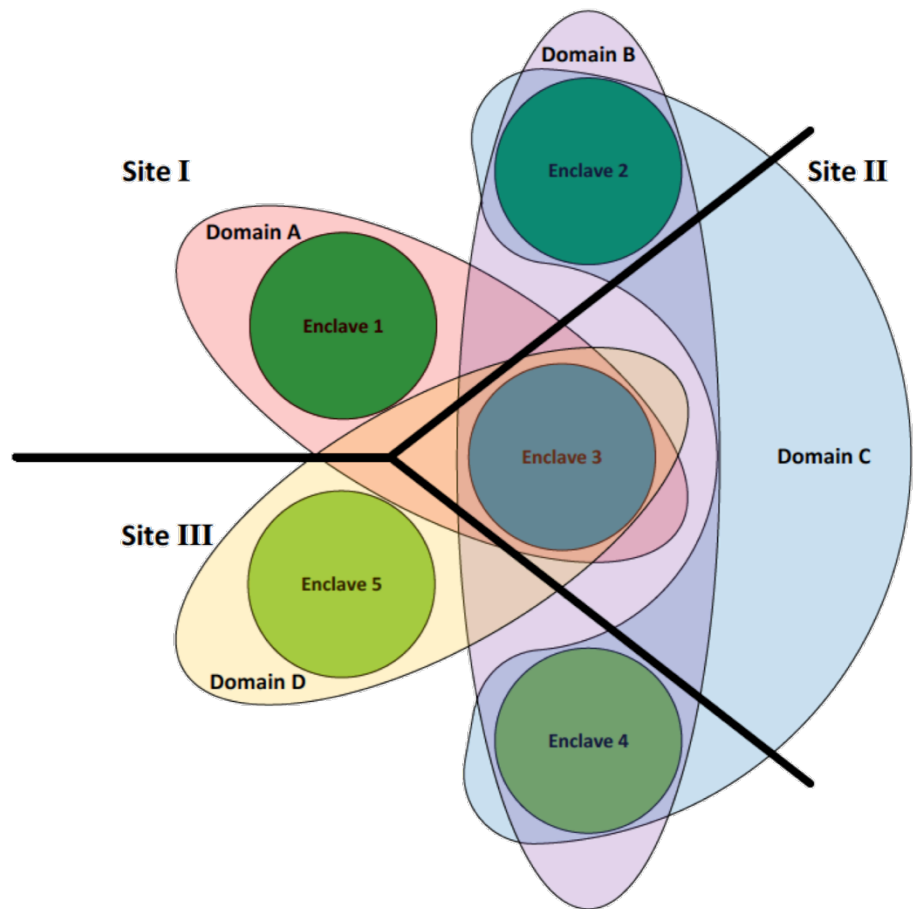 Domain B
Site I
Enclave 2
Site II
Domain A
Enclave 1
Enclave 3
Domain C
Site III
Enclave 5
Domain D
Enclave 4